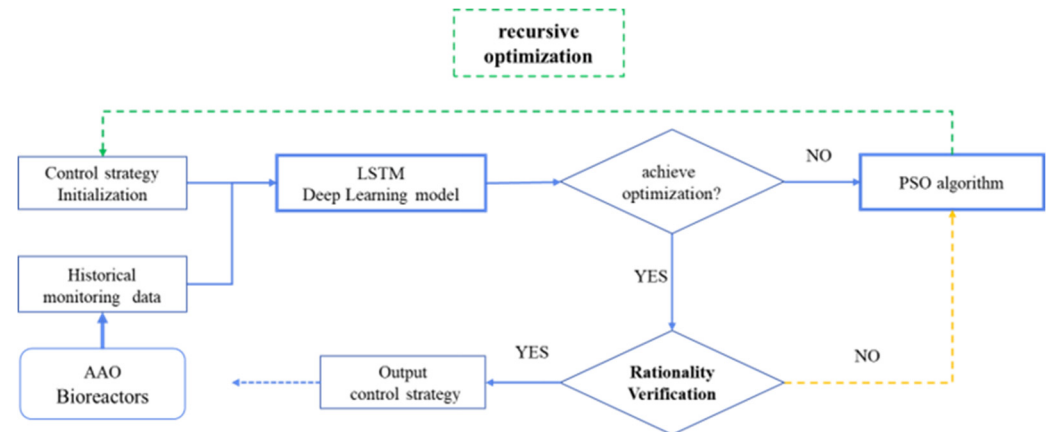 recursive
optimization
Control strategy
Initialization
LSTM
Deep Learning model
achieve
optimization?
NO
PSO algorithm
Historical
monitoring data
YES
AAO
Bioreactors
YES
Output
control strategy
Rationality
Verification
NO